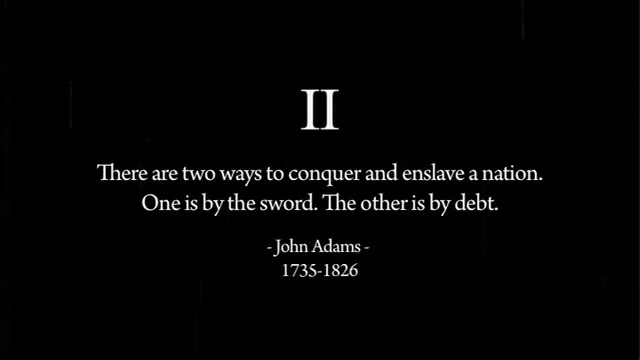 II
There are two ways to conquer and enslave a nation.
One is by the sword. The other is by debt.
- John Adams -
1735-1826